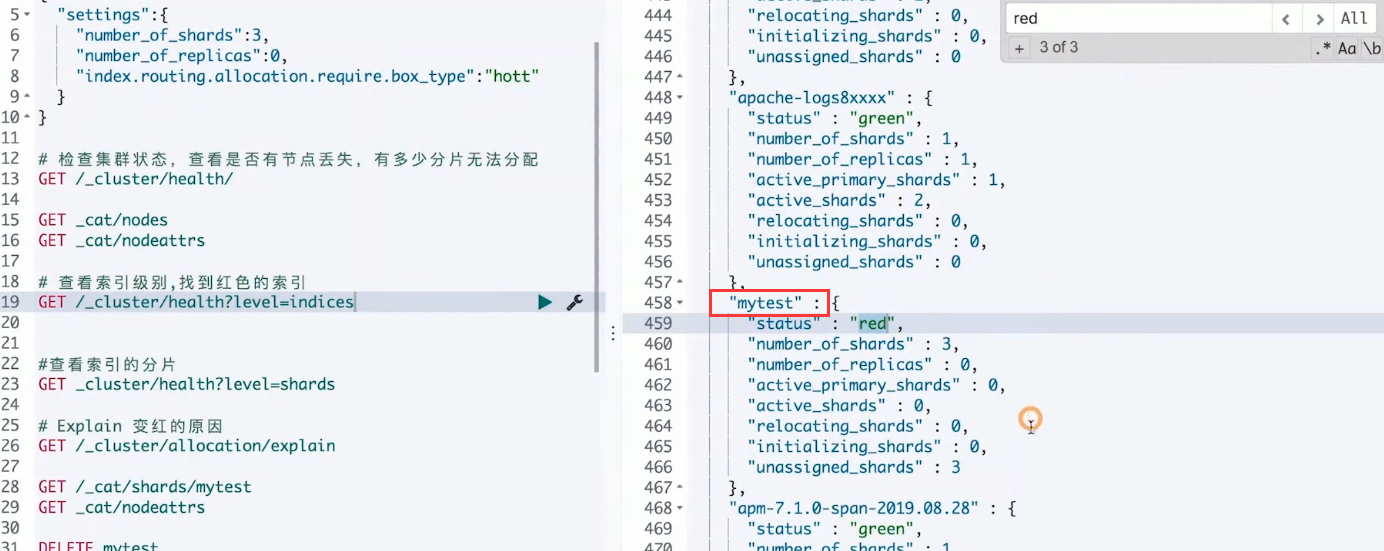 {
5 "settings":{
6 "number_of_shards":3,
7 "number_of_replicas":0,
8 "index.routing.allocation.require.box_type":"hott"
9 }
10 }
11
12 # 检查集群状态，查看是否有节点丢失，有多少分片无法分配
13 GET /_cluster/health/
14
15 GET _cat/nodes
16 GET _cat/nodeattrs
17
18 # 查看索引级别,找到红色的索引
19 GET /_cluster/health?level=indices
20
21
22 #查看索引的分片
23 GET _cluster/health?level=shards
24
25 # Explain 变红的原因
26 GET /_cluster/allocation/explain
27
28 GET /_cat/shards/mytest
29 GET _cat/nodeattrs
30
31 DELETE mytest
444 "relocating_shards" : 0,
445 "initializing_shards" : 0,
446 "unassigned_shards" : 0
447 },
448 "apache-logs8xxxx" : {
449 "status" : "green",
450 "number_of_shards" : 1,
451 "number_of_replicas" : 1,
452 "active_primary_shards" : 1,
453 "active_shards" : 2,
454 "relocating_shards" : 0,
455 "initializing_shards" : 0,
456 "unassigned_shards" : 0
457 },
458 "mytest" : {
459 "status" : "red",
460 "number_of_shards" : 3,
461 "number_of_replicas" : 0,
462 "active_primary_shards" : 0,
463 "active_shards" : 0,
464 "relocating_shards" : 0,
465 "initializing_shards" : 0,
466 "unassigned_shards" : 3
467 },
468 "apm-7.1.0-span-2019.08.28" : {
469 "status" : "green",
470 "number_of_shards" : 1
red < > All
+ 3 of 3 .* Aa \b